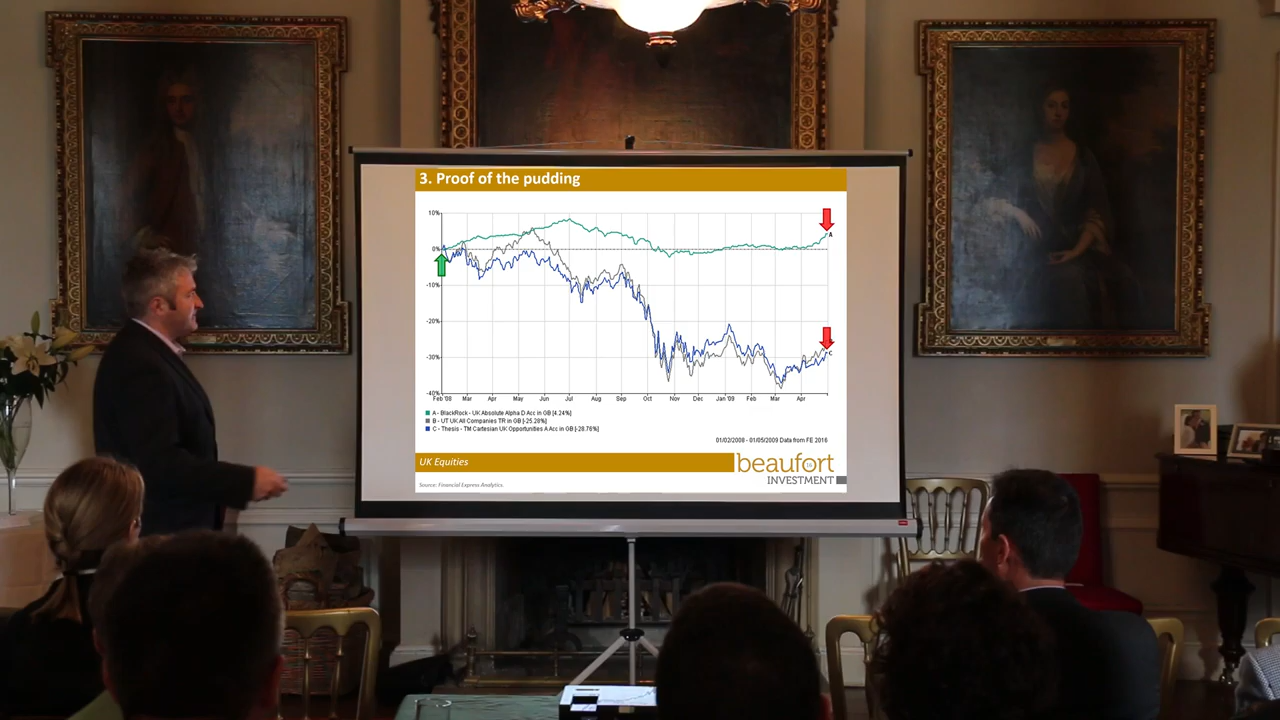 3. Proof of the pudding
10%
A
0%
-10%
-20%
-30%
C
-40%
Feb '08 Mar Apr May Jun Jul Aug Sep Oct Nov Dec Jan '09 Feb Mar Apr
A - BlackRock - UK Absolute Alpha D Acc in GB [4.24%]
B - UT UK All Companies TR in GB [-25.28%]
C - Thesis - TM Cartesian UK Opportunities A Acc in GB [-28.76%]
01/02/2008 - 01/05/2009 Data from FE 2016
UK Equities
beaufort
INVESTMENT
Source: Financial Express Analytics.